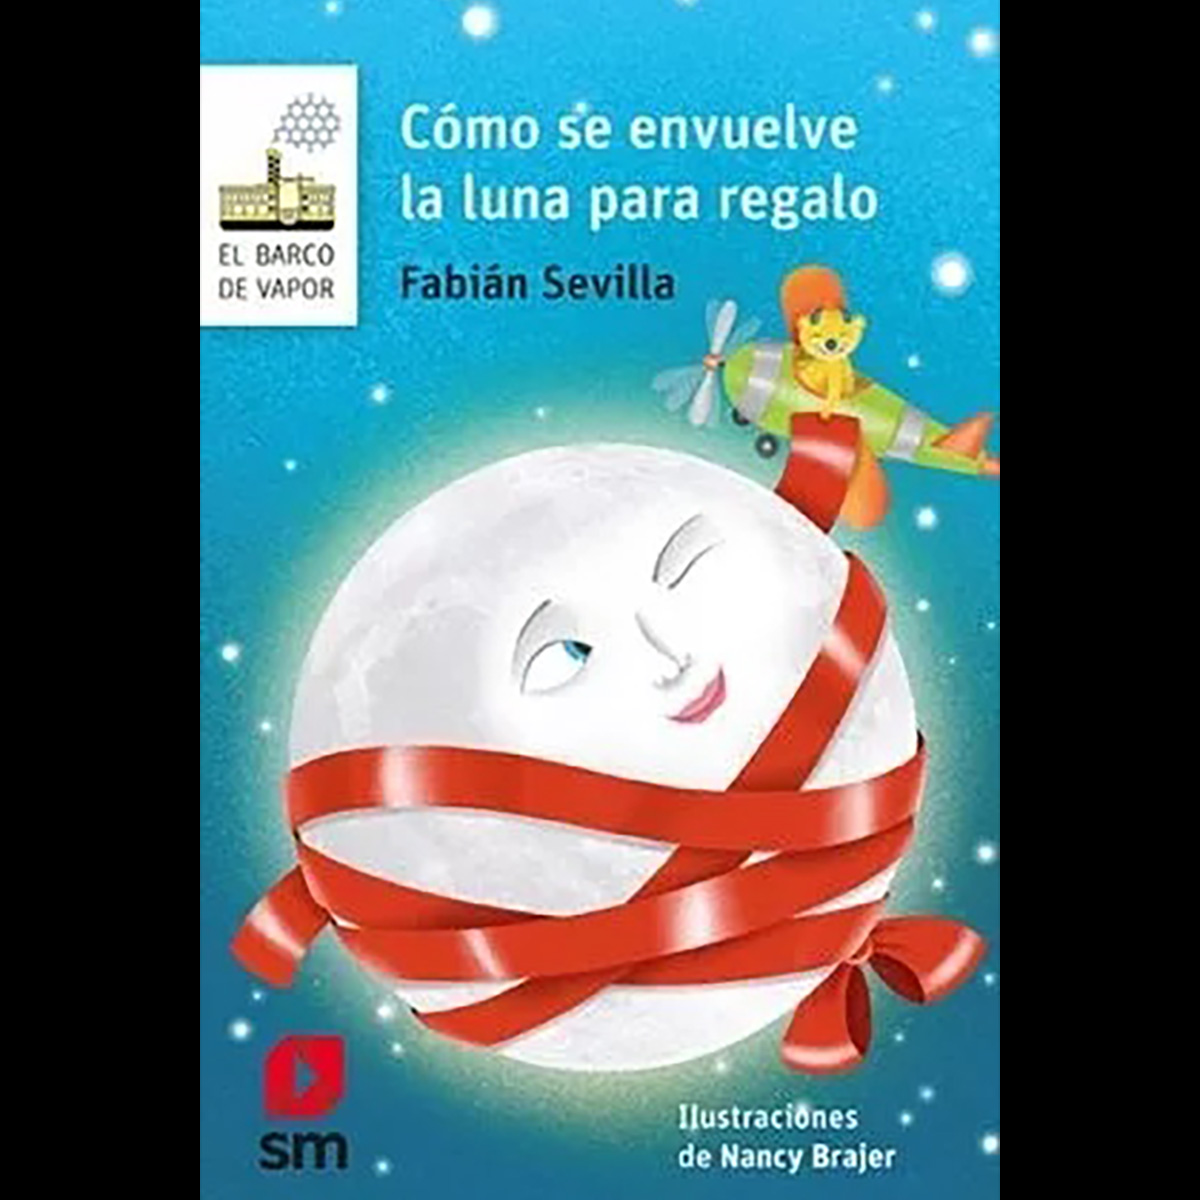 Cómo se envuelve
la luna para regalo
Fabián Sevilla
EL BARCO
DE VAPOR
sm
Ilustraciones
de Nancy Brajer